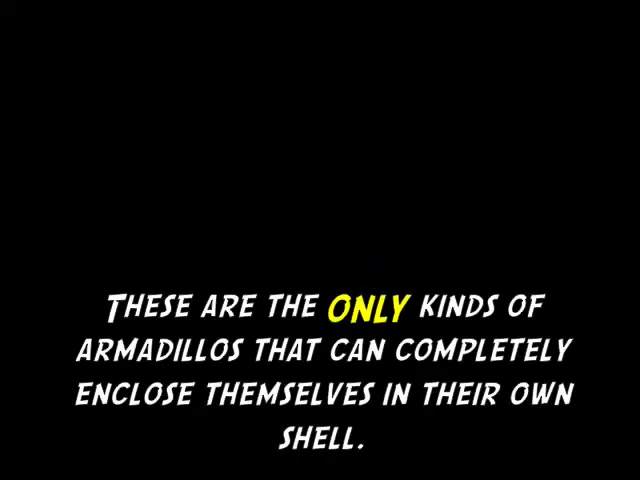 THESE ARE THE ONLY KINDS OF
ARMADILLOS THAT CAN COMPLETELY
ENCLOSE THEMSELVES IN THEIR OWN
SHELL.